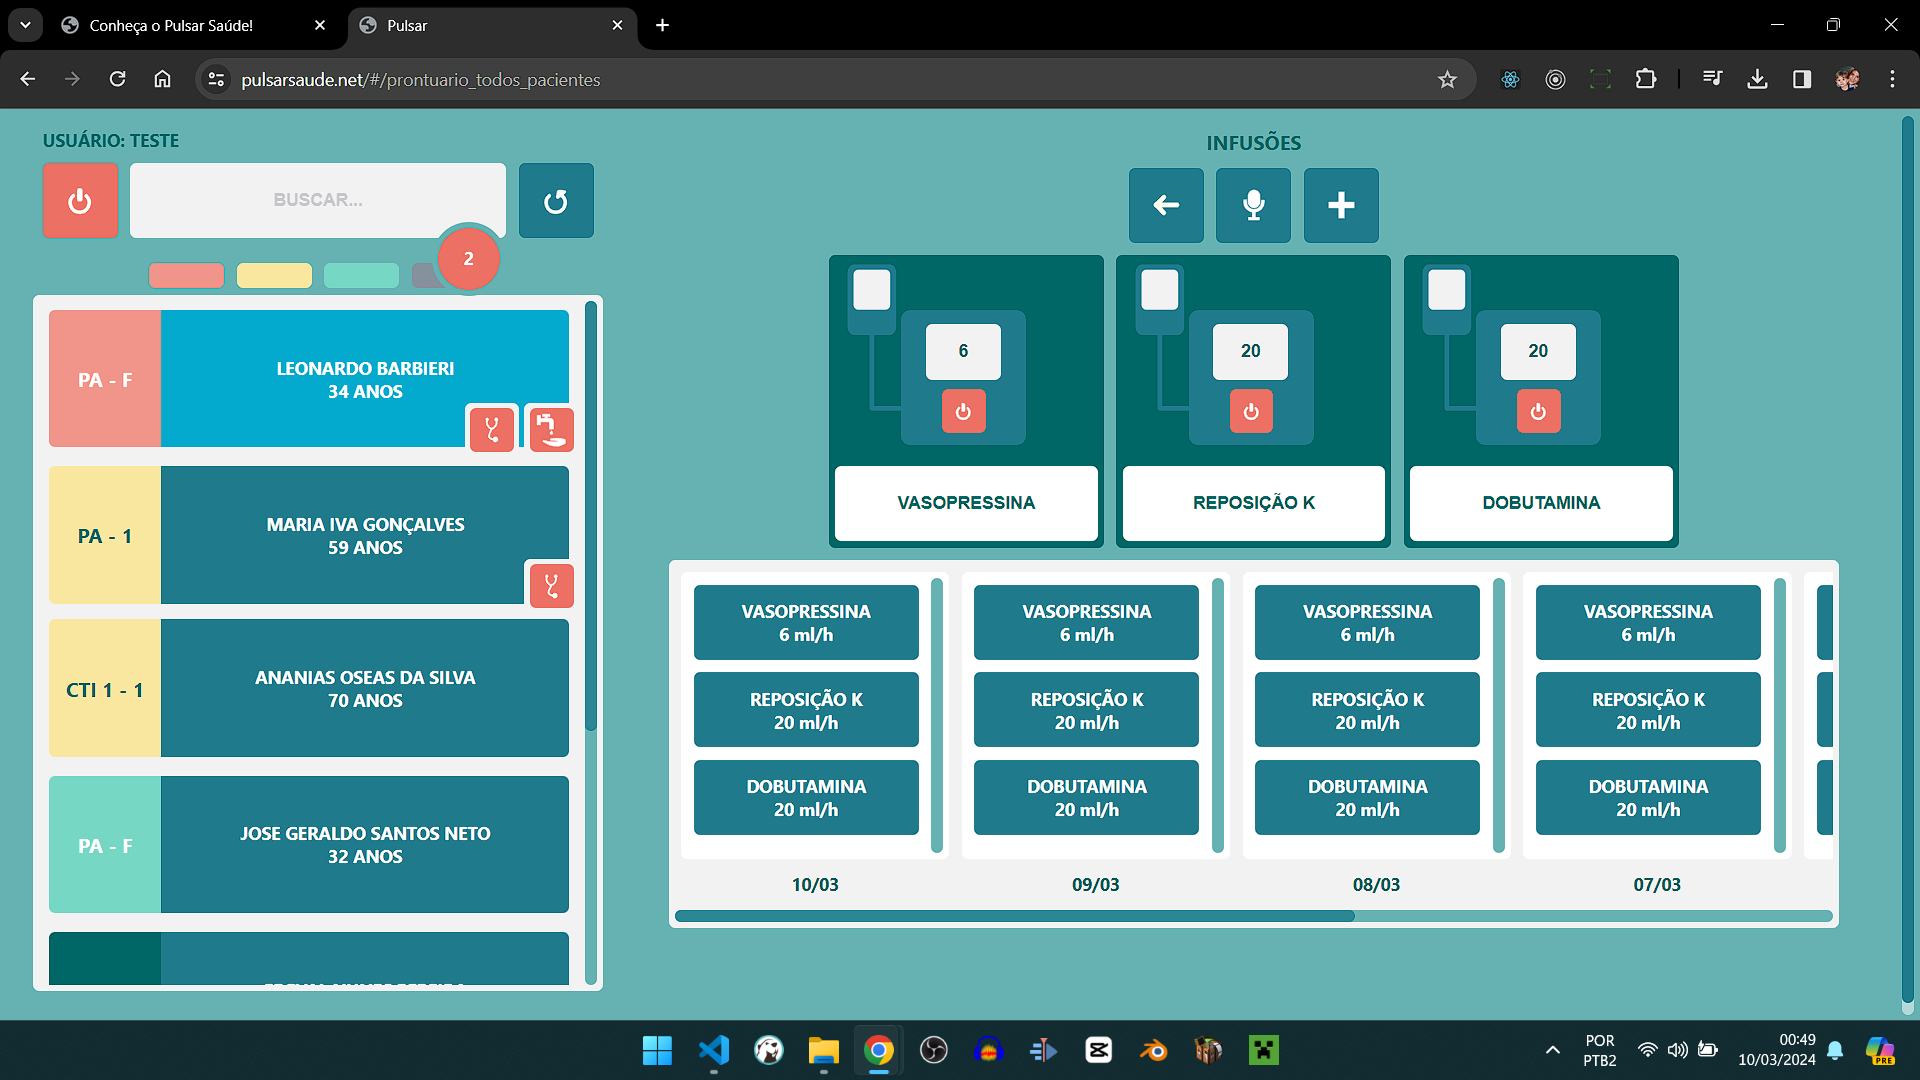 Conheça o Pulsar Saúde!
Pulsar
pulsarsaude.net/#/prontuario_todos_pacientes
USUÁRIO: TESTE
BUSCAR...
2
PA - F
LEONARDO BARBIERI
34 ANOS
PA - 1
MARIA IVA GONÇALVES
59 ANOS
CTI 1 - 1
ANANIAS OSEAS DA SILVA
70 ANOS
PA - F
JOSE GERALDO SANTOS NETO
32 ANOS
INFUSÕES
6
20
20
VASOPRESSINA
REPOSIÇÃO K
DOBUTAMINA
VASOPRESSINA
6 ml/h
REPOSIÇÃO K
20 ml/h
DOBUTAMINA
20 ml/h
10/03
VASOPRESSINA
6 ml/h
REPOSIÇÃO K
20 ml/h
DOBUTAMINA
20 ml/h
09/03
VASOPRESSINA
6 ml/h
REPOSIÇÃO K
20 ml/h
DOBUTAMINA
20 ml/h
08/03
VASOPRESSINA
6 ml/h
REPOSIÇÃO K
20 ml/h
DOBUTAMINA
20 ml/h
07/03
POR
PTB2
00:49
10/03/2024
PRE